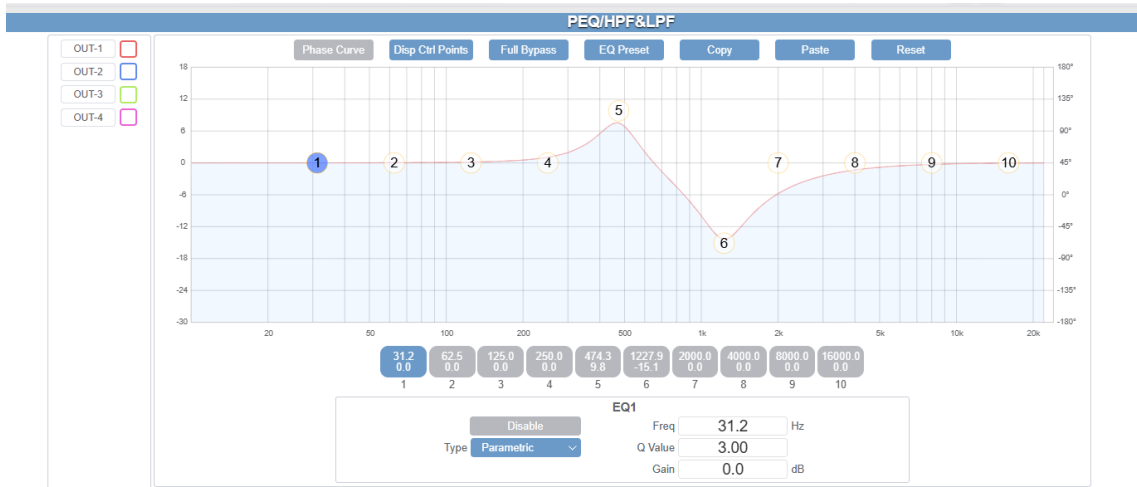 PEQ/HPF&LPF
OUT-1
OUT-2
OUT-3
OUT-4
Phase Curve Disp Ctrl Points Full Bypass EQ Preset Copy Paste Reset
18 180°
12 135°
6 90°
0 45°
-6 0°
-12 -45°
-18 -90°
-24 -135°
-30 -180°
5
1 2 3 4 7 8 9 10
6
20 50 100 200 500 1k 2k 5k 10k 20k
31.2 62.5 125.0 250.0 474.3 1227.9 2000.0 4000.0 8000.0 16000.0
0.0 0.0 0.0 0.0 9.8 -15.1 0.0 0.0 0.0 0.0
1 2 3 4 5 6 7 8 9 10
EQ1
Disable Freq 31.2 Hz
Type Parametric Q Value 3.00
Gain 0.0 dB